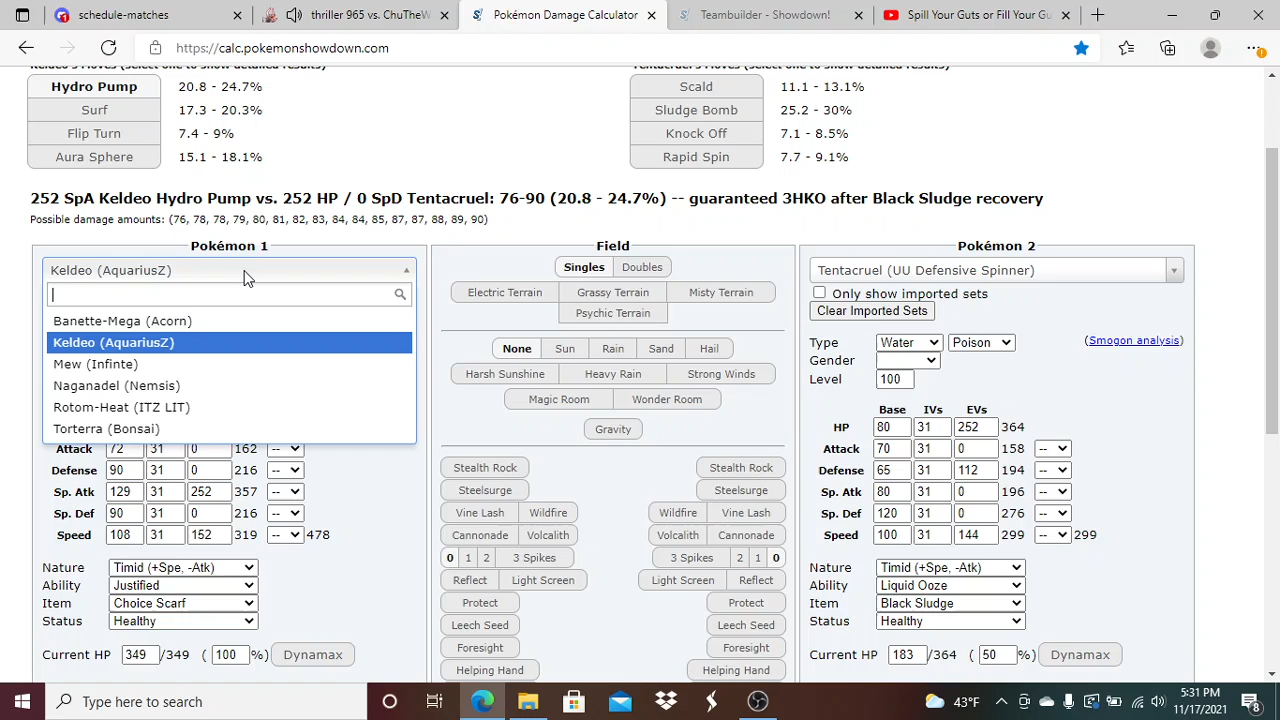 schedule-matches
thriller 965 vs. ChuTheW
Pokémon Damage Calculator
Teambuilder - Showdown!
Spill Your Guts or Fill Your Gu
https://calc.pokemonshowdown.com
Hydro Pump 20.8 - 24.7%
Surf 17.3 - 20.3%
Flip Turn 7.4 - 9%
Aura Sphere 15.1 - 18.1%
Scald 11.1 - 13.1%
Sludge Bomb 25.2 - 30%
Knock Off 7.1 - 8.5%
Rapid Spin 7.7 - 9.1%
252 SpA Keldeo Hydro Pump vs. 252 HP / 0 SpD Tentacruel: 76-90 (20.8 - 24.7%) -- guaranteed 3HKO after Black Sludge recovery
Possible damage amounts: (76, 78, 78, 79, 80, 81, 82, 83, 84, 84, 85, 87, 87, 88, 89, 90)
Pokémon 1
Keldeo (AquariusZ)
Banette-Mega (Acorn)
Keldeo (AquariusZ)
Mew (Infinte)
Naganadel (Nemsis)
Rotom-Heat (ITZ LIT)
Torterra (Bonsai)
Attack 72 31 0 162 --
Defense 90 31 0 216 --
Sp. Atk 129 31 252 357 --
Sp. Def 90 31 0 216 --
Speed 108 31 152 319 -- 478
Nature Timid (+Spe, -Atk)
Ability Justified
Item Choice Scarf
Status Healthy
Current HP 349 /349 ( 100 %) Dynamax
Field
Singles Doubles
Electric Terrain Grassy Terrain Misty Terrain
Psychic Terrain
None Sun Rain Sand Hail
Harsh Sunshine Heavy Rain Strong Winds
Magic Room Wonder Room
Gravity
Stealth Rock Stealth Rock
Steelsurge Steelsurge
Vine Lash Wildfire Wildfire Vine Lash
Cannonade Volcalith Volcalith Cannonade
0 1 2 3 Spikes 3 Spikes 2 1 0
Reflect Light Screen Light Screen Reflect
Protect Protect
Leech Seed Leech Seed
Foresight Foresight
Helping Hand Helping Hand
Pokémon 2
Tentacruel (UU Defensive Spinner)
Only show imported sets
Clear Imported Sets
Type Water Poison (Smogon analysis)
Gender
Level 100
Base IVs EVs
HP 80 31 252 364
Attack 70 31 0 158 --
Defense 65 31 112 194 --
Sp. Atk 80 31 0 196 --
Sp. Def 120 31 0 276 --
Speed 100 31 144 299 -- 299
Nature Timid (+Spe, -Atk)
Ability Liquid Ooze
Item Black Sludge
Status Healthy
Current HP 183 /364 ( 50 %) Dynamax
Type here to search
43°F
5:31 PM
11/17/2021
8